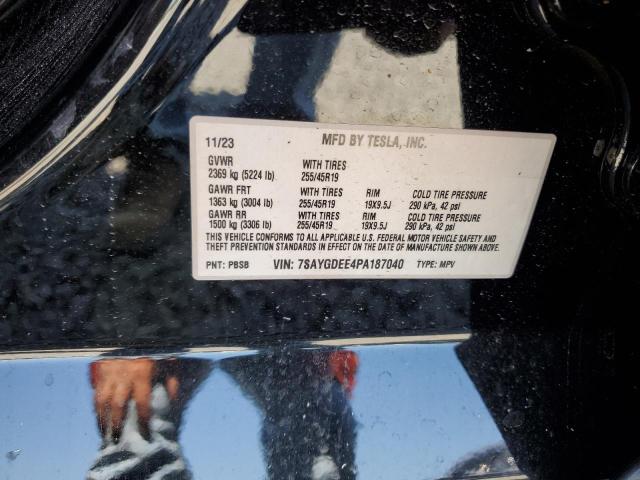 11/23 MFD BY TESLA, INC.
GVWR WITH TIRES
2369 kg (5224 lb) 255/45R19
GAWR FRT WITH TIRES RIM COLD TIRE PRESSURE
1363 kg (3004 lb) 255/45R19 19X9.5J 290 kPa, 42 psi
GAWR RR WITH TIRES RIM COLD TIRE PRESSURE
1500 kg (3306 lb) 255/45R19 19X9.5J 290 kPa, 42 psi
THIS VEHICLE CONFORMS TO ALL APPLICABLE U.S. FEDERAL MOTOR VEHICLE SAFETY AND
THEFT PREVENTION STANDARDS IN EFFECT ON THE DATE OF MANUFACTURE SHOWN ABOVE.
PNT: PBSB VIN: 7SAYGDEE4PA187040 TYPE: MPV